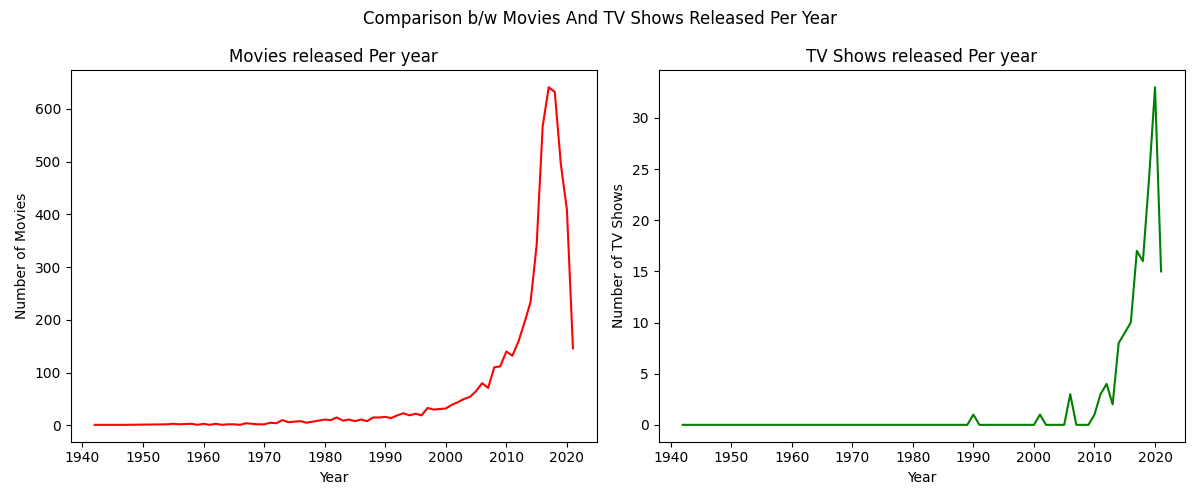 Comparison b/w Movies And TV Shows Released Per Year
Movies released Per year
Number of Movies
600
500
400
300
200
100
0
1940 1950 1960 1970 1980 1990 2000 2010 2020
Year
TV Shows released Per year
Number of TV Shows
30
25
20
15
10
5
0
1940 1950 1960 1970 1980 1990 2000 2010 2020
Year